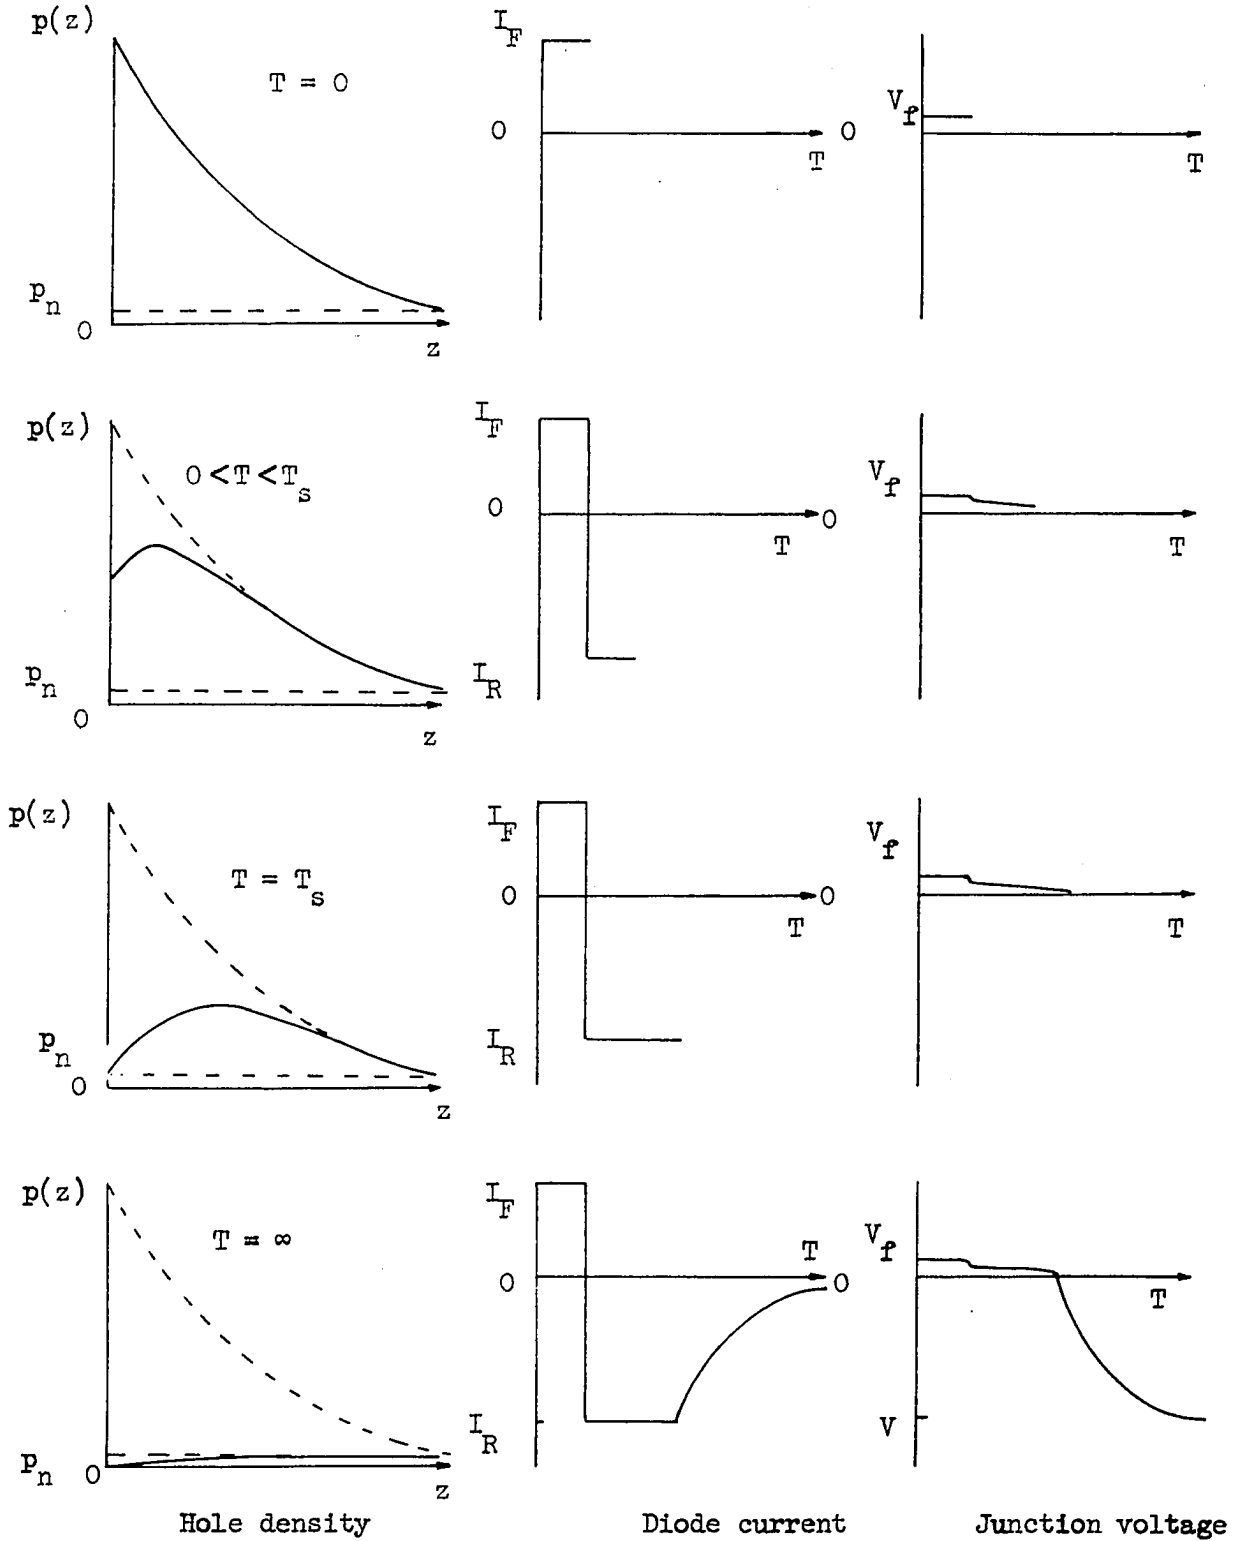 p(z)
T = 0
p_n
0
z
I_F
0
T
0
V_f
T
p(z)
0 < T < T_s
p_n
0
z
I_F
0
T
0
I_R
V_f
T
p(z)
T = T_s
p_n
0
z
I_F
0
T
0
I_R
V_f
T
p(z)
T = ∞
p_n
0
z
I_F
0
T
0
I_R
V_f
T
V
Hole density
Diode current
Junction voltage